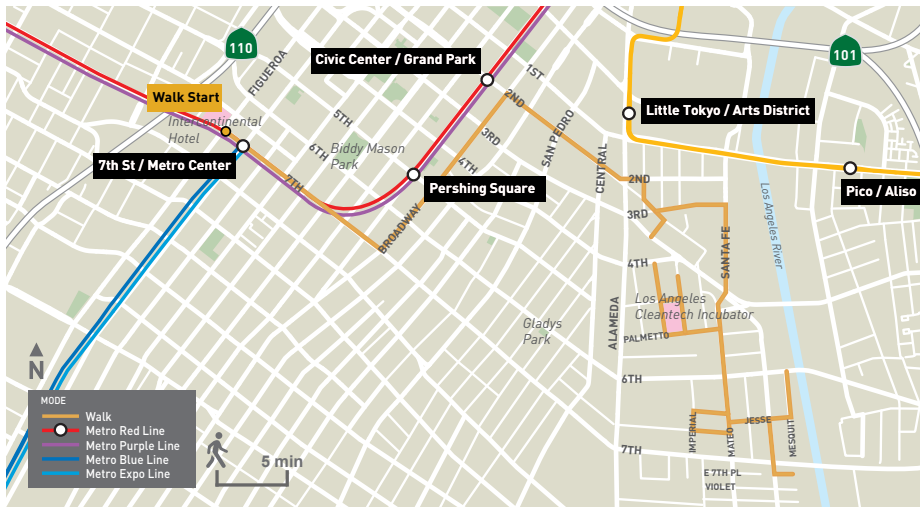 110
101
Civic Center / Grand Park
FIGUEROA
1ST
Walk Start
2ND
Intercontinental
Hotel
5TH
Little Tokyo / Arts District
3RD
SAN PEDRO
6TH
Biddy Mason
Park
7th St / Metro Center
4TH
CENTRAL
7TH
Pershing Square
2ND
Pico / Aliso
BROADWAY
3RD
Los Angeles River
SANTA FE
4TH
Los Angeles
Cleantech Incubator
ALAMEDA
Gladys
Park
PALMETTO
N
6TH
MODE
Walk
Metro Red Line
Metro Purple Line
Metro Blue Line
Metro Expo Line
5 min
IMPERIAL
MATEO
JESSE
MESQUIT
7TH
E 7TH PL
VIOLET